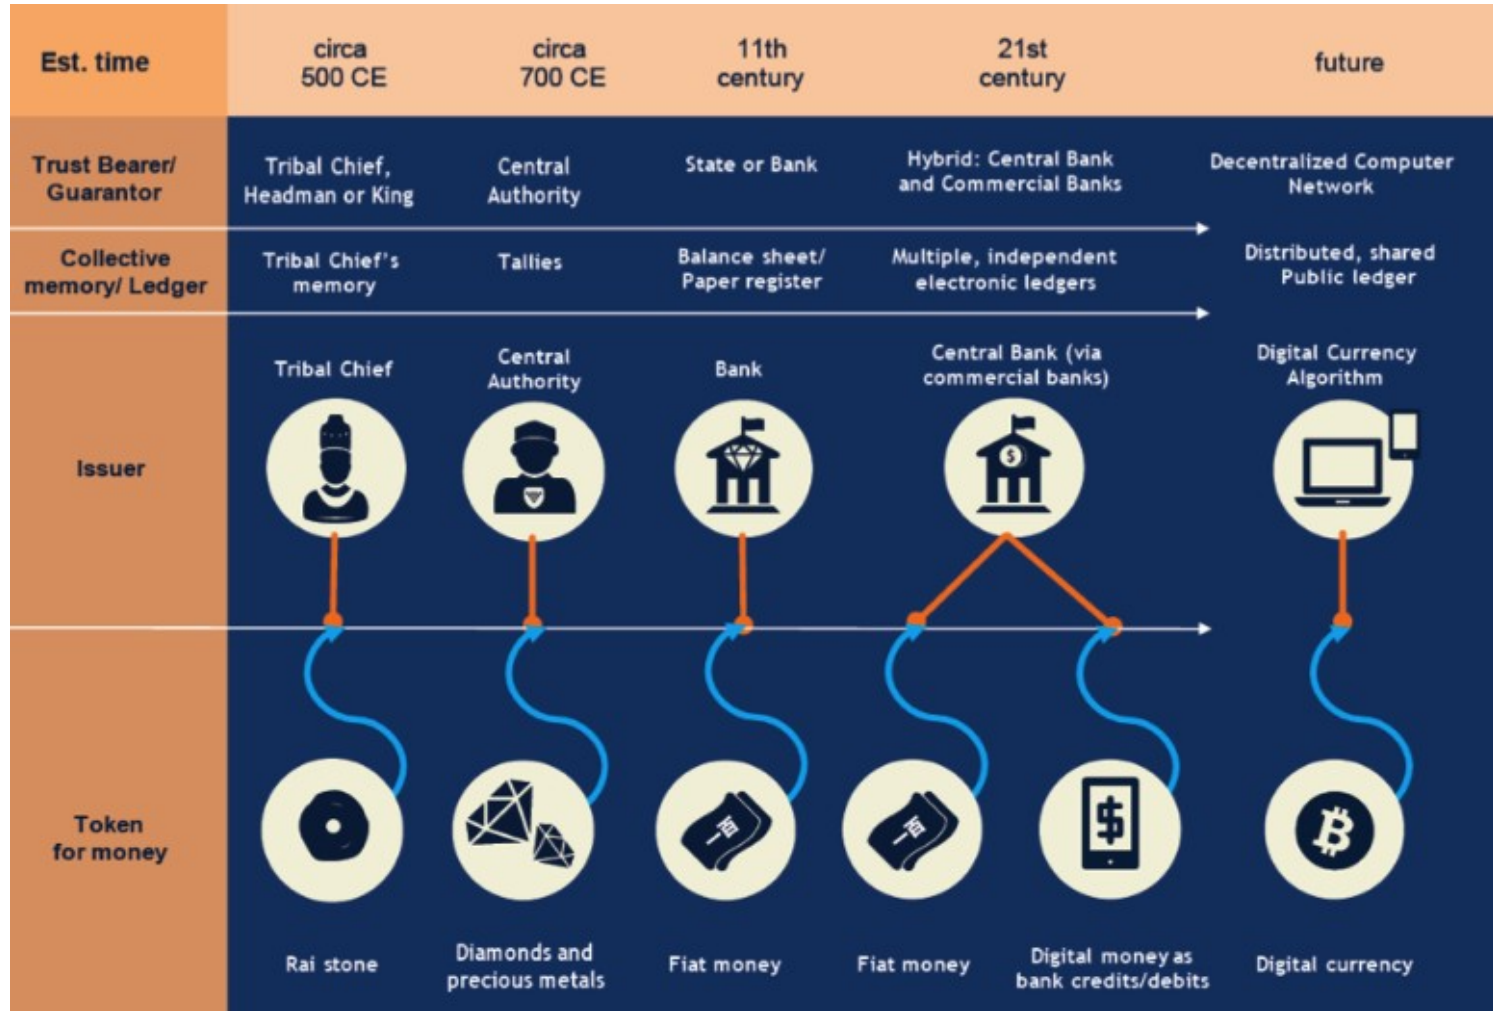 Est. time
circa
500 CE
circa
700 CE
11th
century
21st
century
future
Trust Bearer/
Guarantor
Tribal Chief,
Headman or King
Central
Authority
State or Bank
Hybrid: Central Bank
and Commercial Banks
Decentralized Computer
Network
Collective
memory/ Ledger
Tribal Chief's
memory
Tallies
Balance sheet/
Paper register
Multiple, independent
electronic ledgers
Distributed, shared
Public ledger
Issuer
Tribal Chief
Central
Authority
Bank
Central Bank (via
commercial banks)
Digital Currency
Algorithm
$
Token
for money
一百
一百
$
Rai stone
Diamonds and
precious metals
Fiat money
Fiat money
Digital money as
bank credits/debits
Digital currency